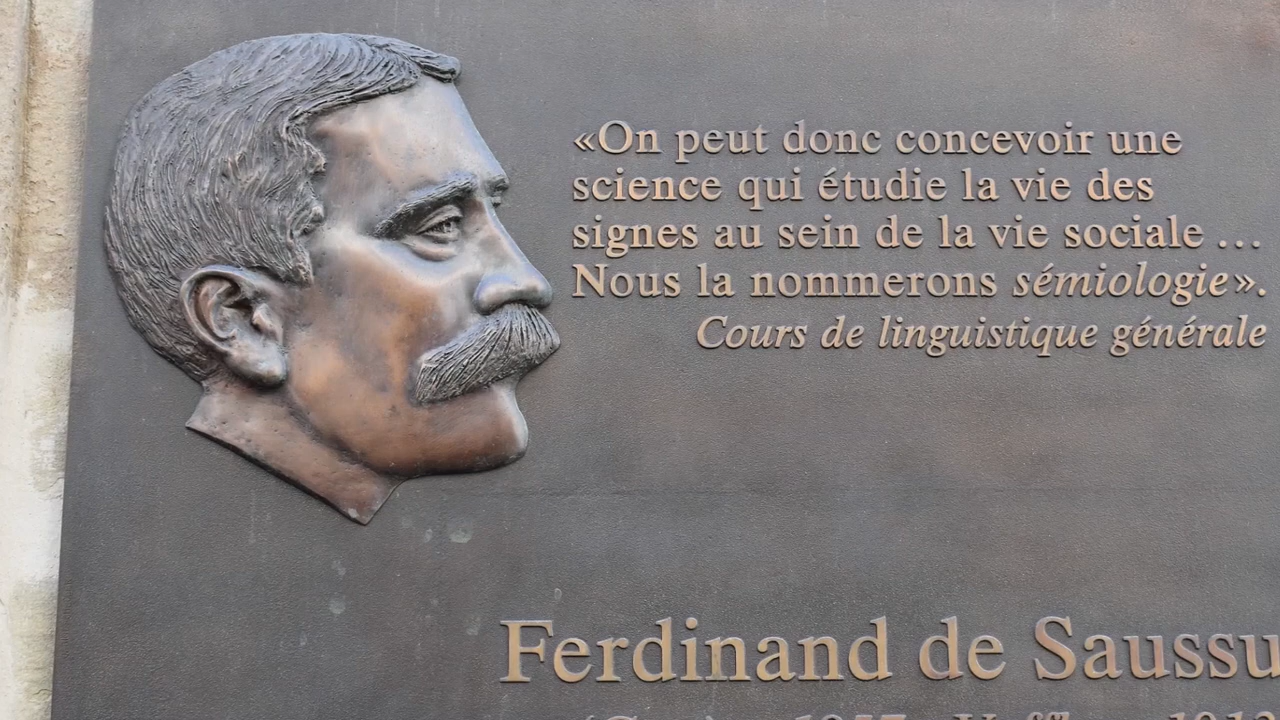 «On peut donc concevoir une
science qui étudie la vie des
signes au sein de la vie sociale ...
Nous la nommerons sémiologie».
Cours de linguistique générale
Ferdinand de Saussu